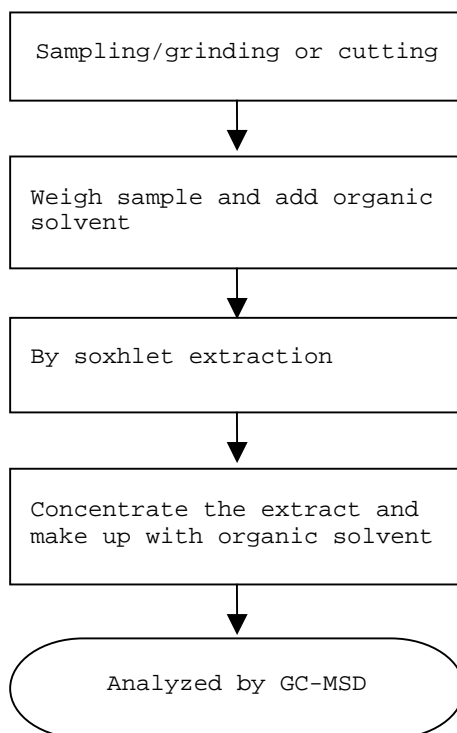 Sampling/grinding or cutting
Weigh sample and add organic
solvent
By soxhlet extraction
Concentrate the extract and
make up with organic solvent
Analyzed by GC-MSD